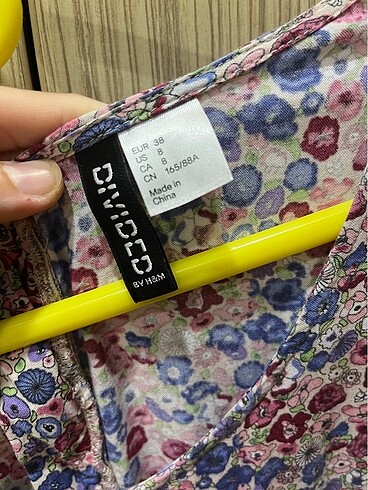 EUR 38
US 8
CA 8
CN 165/88A
Made in
China
DIVIDED
BY H&M